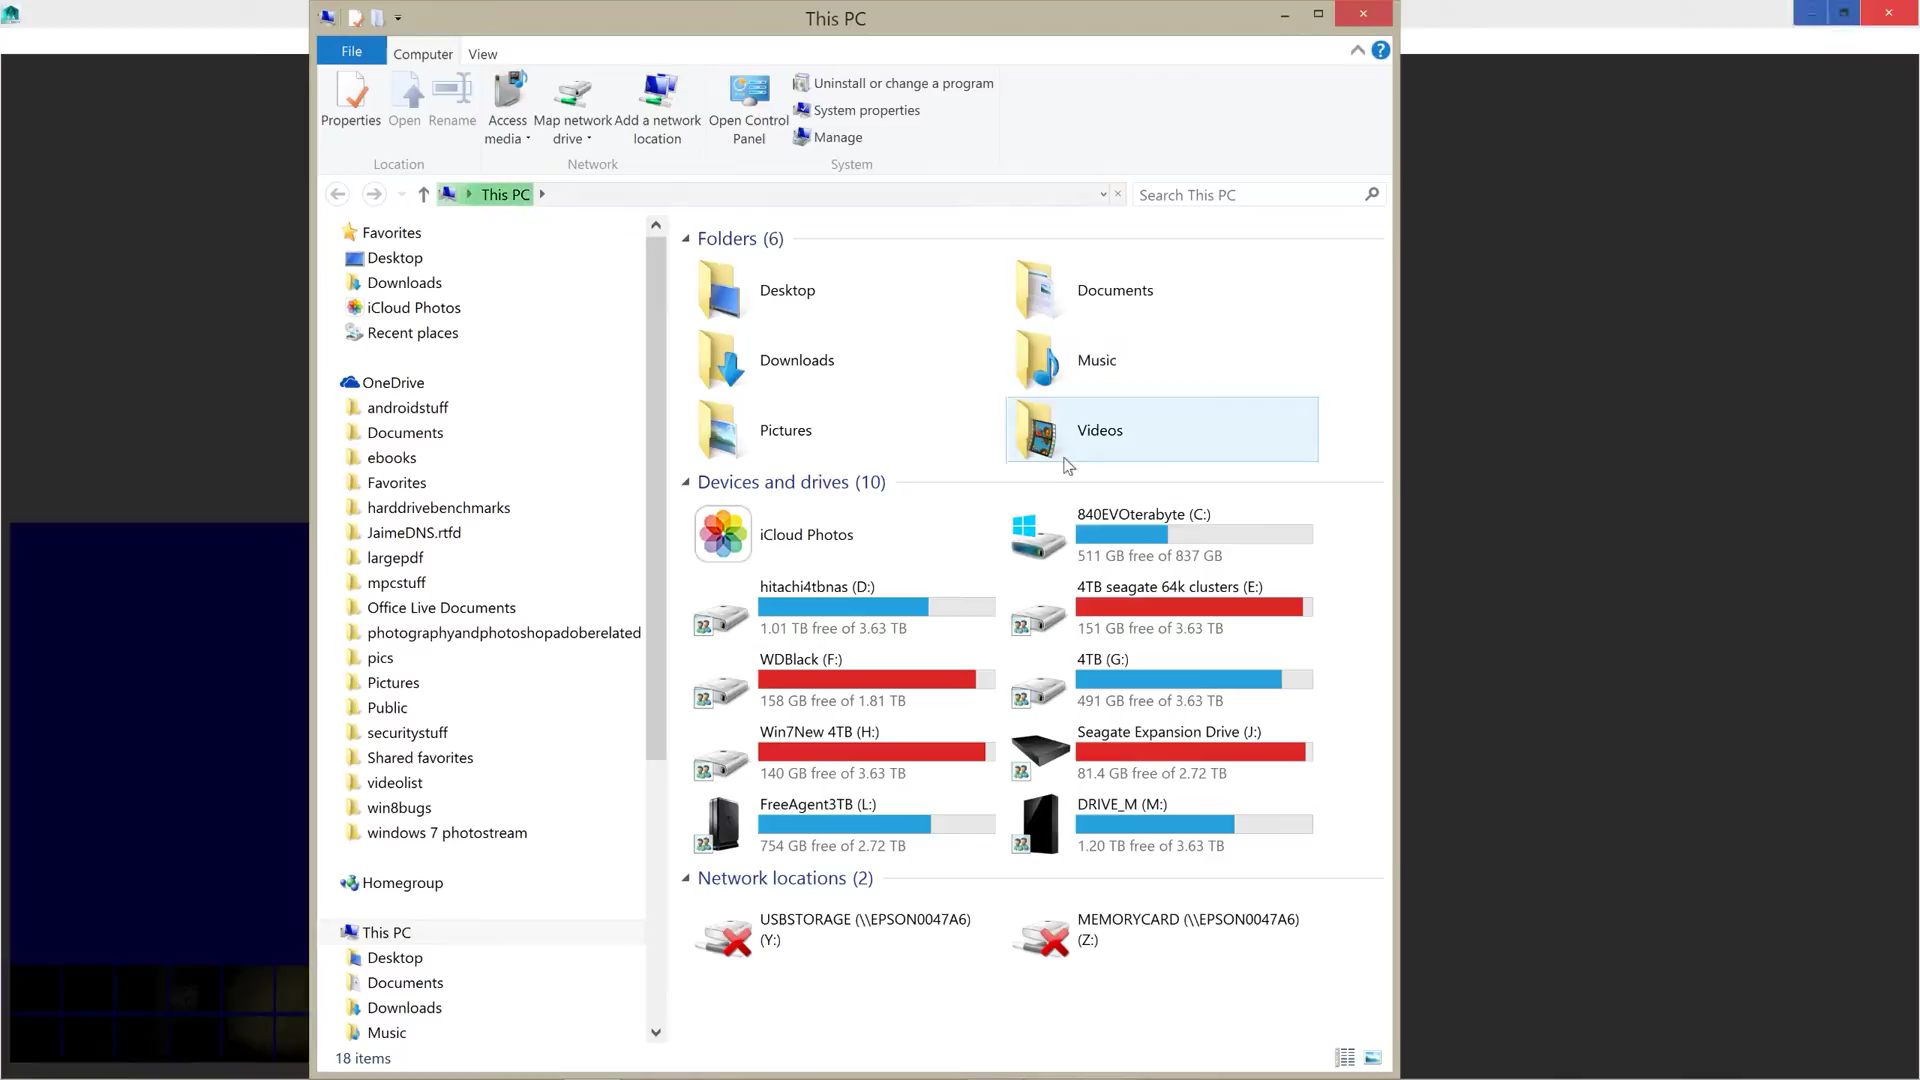 This PC
File
Computer
View
Properties
Open
Rename
Access media
Map network drive
Add a network location
Open Control Panel
Uninstall or change a program
System properties
Manage
Location
Network
System
This PC
Search This PC
Favorites
Desktop
Downloads
iCloud Photos
Recent places
OneDrive
androidstuff
Documents
ebooks
Favorites
harddrivebenchmarks
JaimeDNS.rtfd
largepdf
mpcstuff
Office Live Documents
photographyandphotoshopadoberelated
pics
Pictures
Public
securitystuff
Shared favorites
videolist
win8bugs
windows 7 photostream
Homegroup
This PC
Desktop
Documents
Downloads
Music
Folders (6)
Desktop
Documents
Downloads
Music
Pictures
Videos
Devices and drives (10)
iCloud Photos
840EVOterabyte (C:)
511 GB free of 837 GB
hitachi4tbnas (D:)
1.01 TB free of 3.63 TB
4TB seagate 64k clusters (E:)
151 GB free of 3.63 TB
WDBlack (F:)
158 GB free of 1.81 TB
4TB (G:)
491 GB free of 3.63 TB
Win7New 4TB (H:)
140 GB free of 3.63 TB
Seagate Expansion Drive (J:)
81.4 GB free of 2.72 TB
FreeAgent3TB (L:)
754 GB free of 2.72 TB
DRIVE_M (M:)
1.20 TB free of 3.63 TB
Network locations (2)
USBSTORAGE (\\EPSON0047A6)
(Y:)
MEMORYCARD (\\EPSON0047A6)
(Z:)
18 items